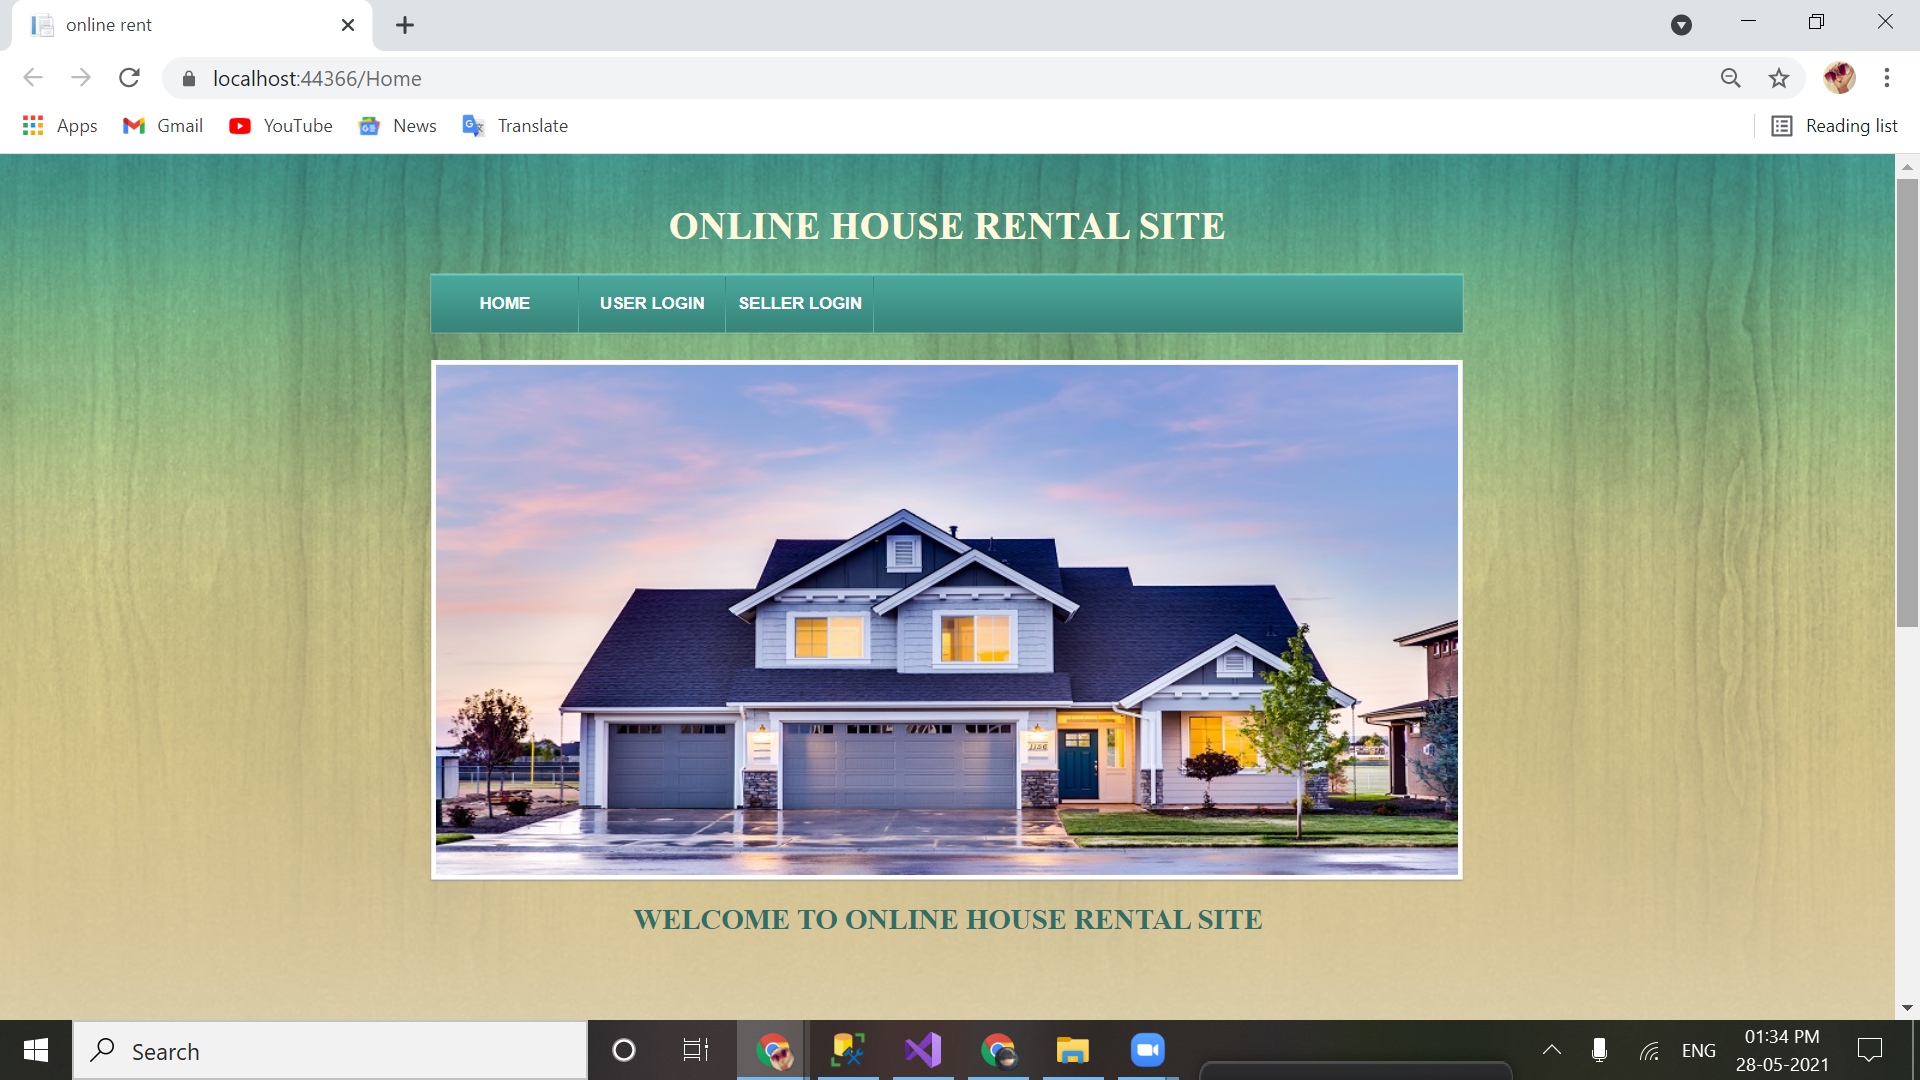 online rent
localhost:44366/Home
Apps Gmail YouTube News Translate Reading list
ONLINE HOUSE RENTAL SITE
HOME USER LOGIN SELLER LOGIN
1156
WELCOME TO ONLINE HOUSE RENTAL SITE
Search
ENG
01:34 PM
28-05-2021